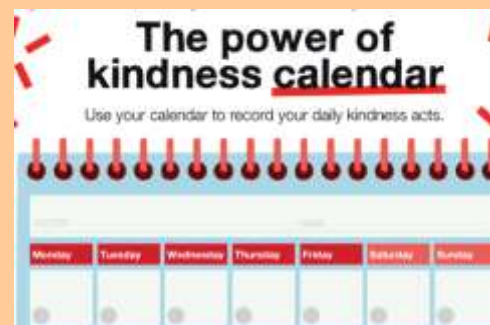 The power of
kindness calendar
Use your calendar to record your daily kindness acts.
Monday Tuesday Wednesday Thursday Friday Saturday Sunday